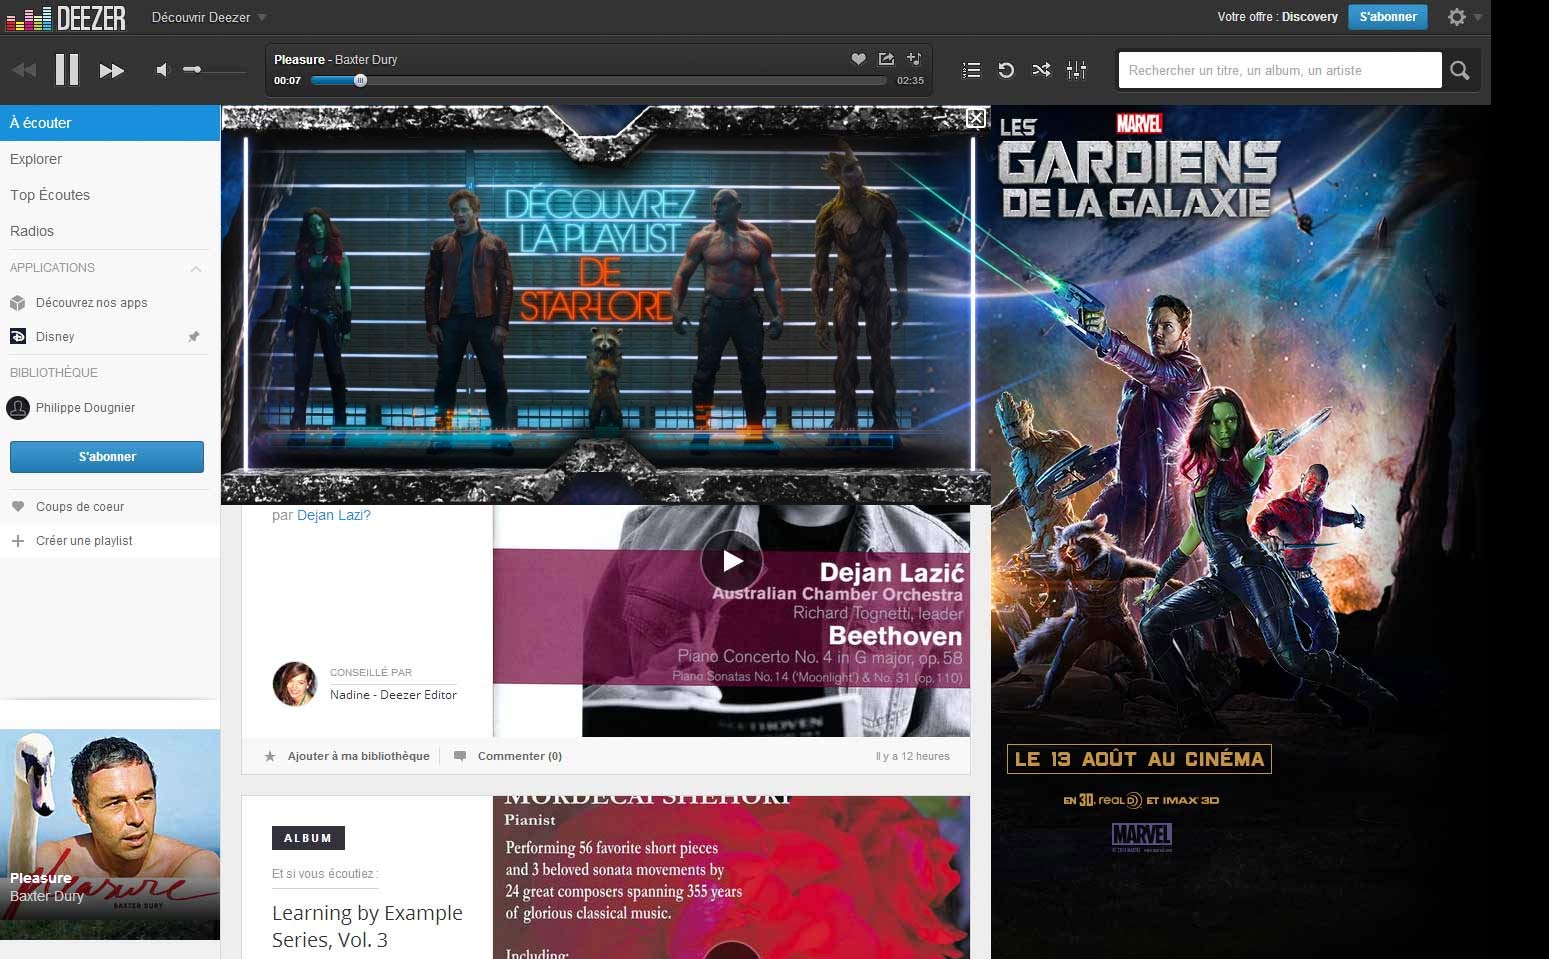 DEEZER
Découvrir Deezer
Votre offre : Discovery
S'abonner
Pleasure - Baxter Dury
00:07
02:35
Rechercher un titre, un album, un artiste
À écouter
Explorer
Top Écoutes
Radios
APPLICATIONS
Découvrez nos apps
Disney
BIBLIOTHÈQUE
Philippe Dougnier
S'abonner
Coups de coeur
Créer une playlist
Pleasure
Baxter Dury
pleasure
BAXTER DURY
DÉCOUVREZ
LA PLAYLIST
DE
STAR-LORD
par Dejan Lazi?
CONSEILLÉ PAR
Nadine - Deezer Editor
Dejan Lazić
Australian Chamber Orchestra
Richard Tognetti, leader
Beethoven
Piano Concerto No. 4 in G major, op. 58
Piano Sonatas No. 14 ('Moonlight') & No. 31 (op. 110)
BEETHOVEN
Ajouter à ma bibliothèque
Commenter (0)
Il y a 12 heures
ALBUM
Et si vous écoutiez :
Learning by Example
Series, Vol. 3
MORDECAI SHEHORI
Pianist
Performing 56 favorite short pieces
and 3 beloved sonata movements by
24 great composers spanning 355 years
of glorious classical music.
Including:
MARVEL
LES
GARDIENS
DE LA GALAXIE
LE 13 AOÛT AU CINÉMA
EN 3D, REAL D ET IMAX 3D
MARVEL